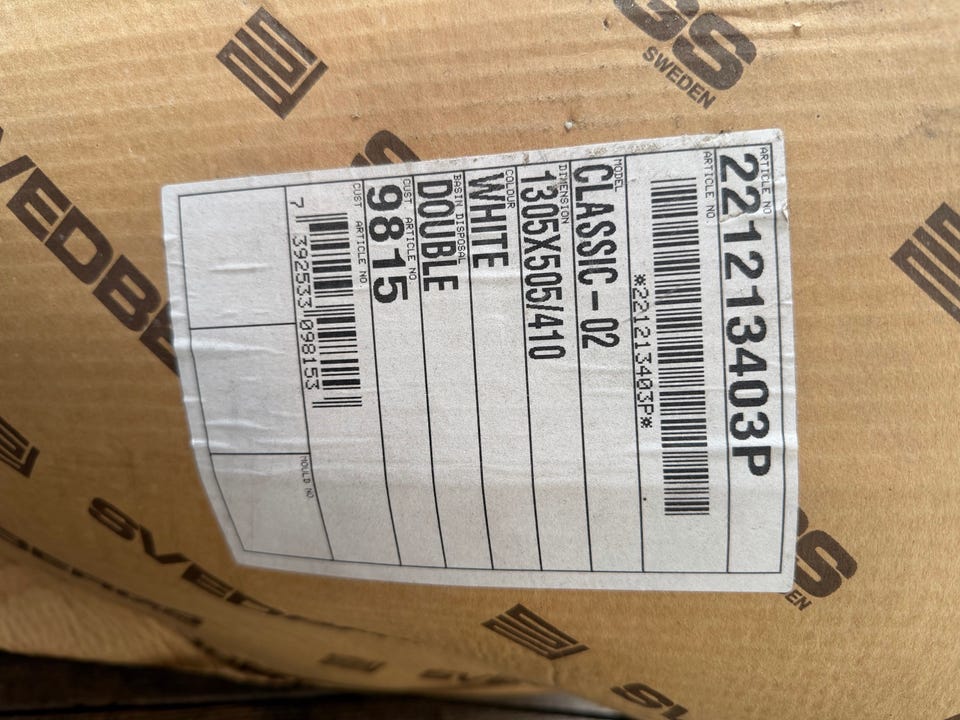 ARTICLE NO
221213403P
ARTICLE NO.
*221213403P*
MODEL
CLASSIC-02
DIMENSION
1305X505/410
COLOUR
WHITE
BASIN DISPOSAL
DOUBLE
CUST ARTICLE NO
9815
CUST ARTICLE NO.
7 392533 098153
MOULD NO
GS
SWEDEN
SVEDBE
SVED